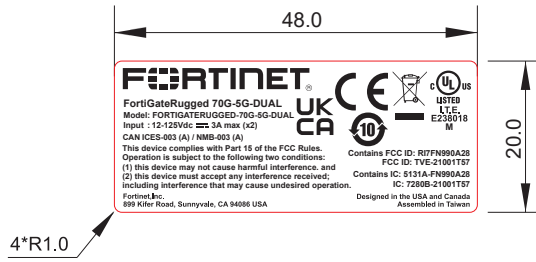 48.0
FORTINET®
FortiGateRugged 70G-5G-DUAL
Model: FORTIGATERUGGED-70G-5G-DUAL
Input : 12-125Vdc ⎓ 3A max (x2)
CAN ICES-003 (A) / NMB-003 (A)
This device complies with Part 15 of the FCC Rules.
Operation is subject to the following two conditions:
(1) this device may not cause harmful interference. and
(2) this device must accept any interference received;
including interference that may cause undesired operation.
Fortinet,Inc.
899 Kifer Road, Sunnyvale, CA 94086 USA
UK
CA
CE
10
C UL US
LISTED
I.T.E.
E238018
M
Contains FCC ID: RI7FN990A28
FCC ID: TVE-21001T57
Contains IC: 5131A-FN990A28
IC: 7280B-21001T57
Designed in the USA and Canada
Assembled in Taiwan
20.0
4*R1.0